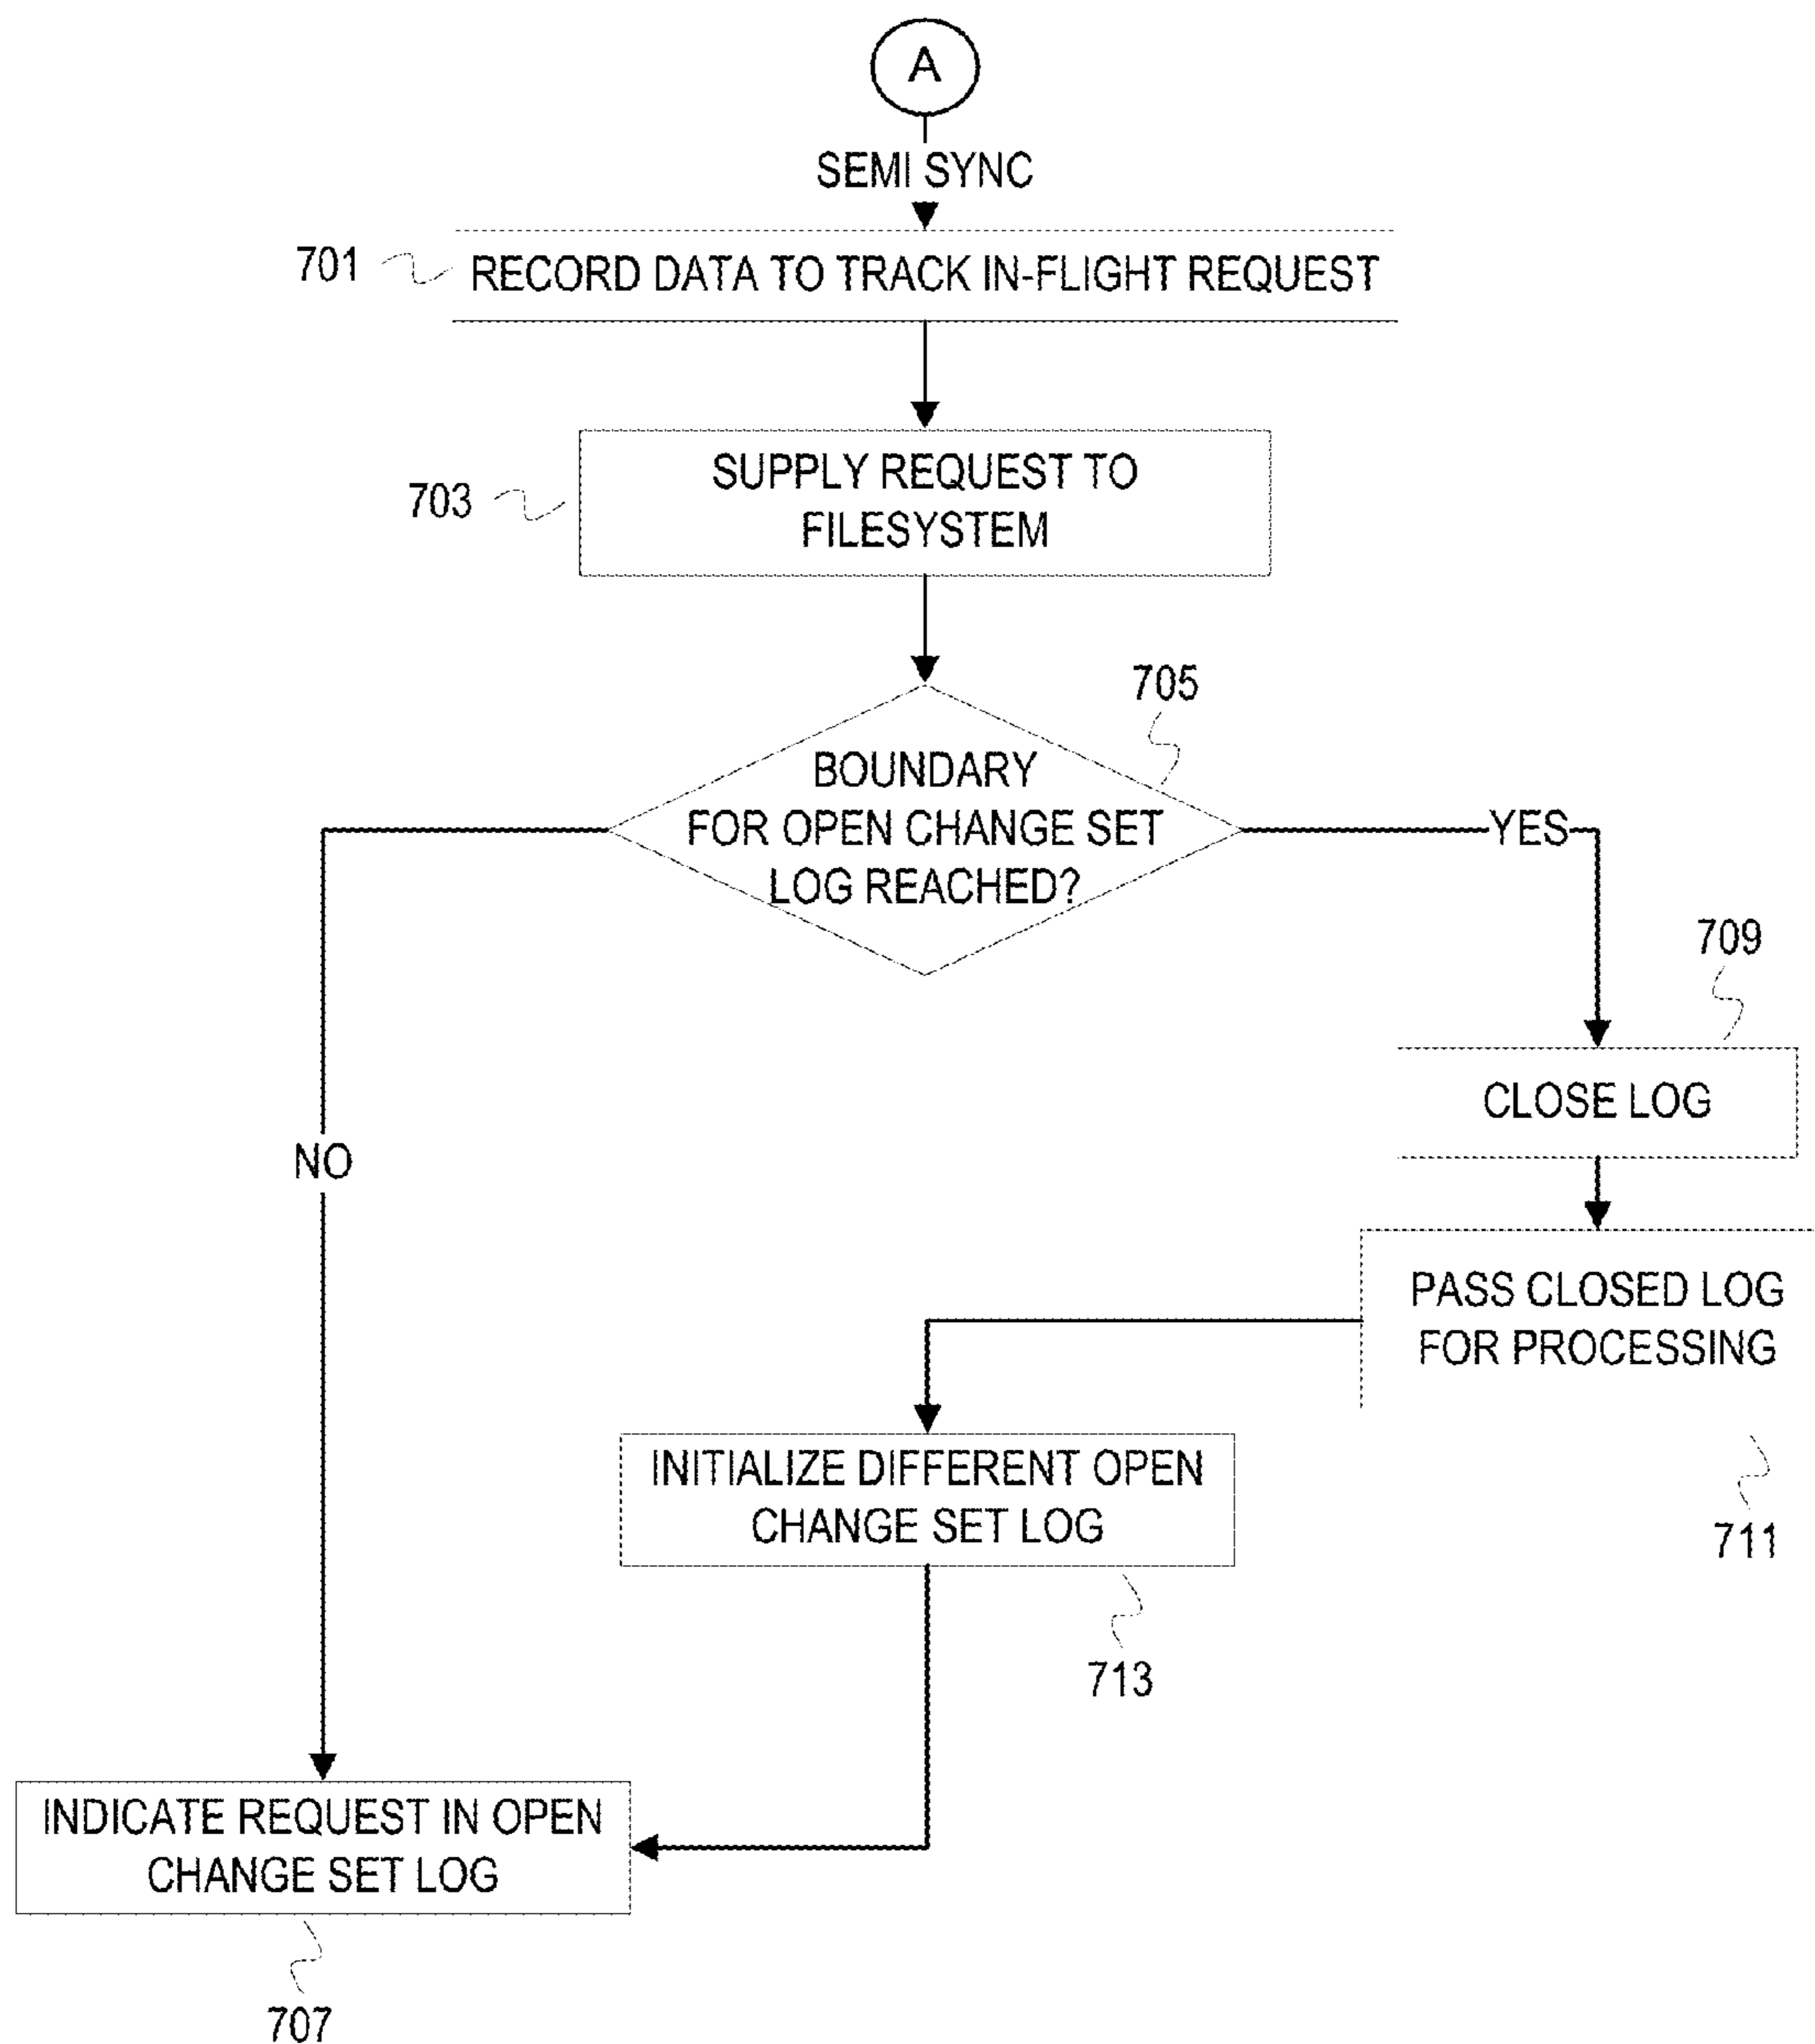 A
SEMI SYNC
701
RECORD DATA TO TRACK IN-FLIGHT REQUEST
703
SUPPLY REQUEST TO
FILESYSTEM
705
BOUNDARY
FOR OPEN CHANGE SET
LOG REACHED?
YES
709
CLOSE LOG
NO
PASS CLOSED LOG
FOR PROCESSING
711
INITIALIZE DIFFERENT OPEN
CHANGE SET LOG
713
INDICATE REQUEST IN OPEN
CHANGE SET LOG
707